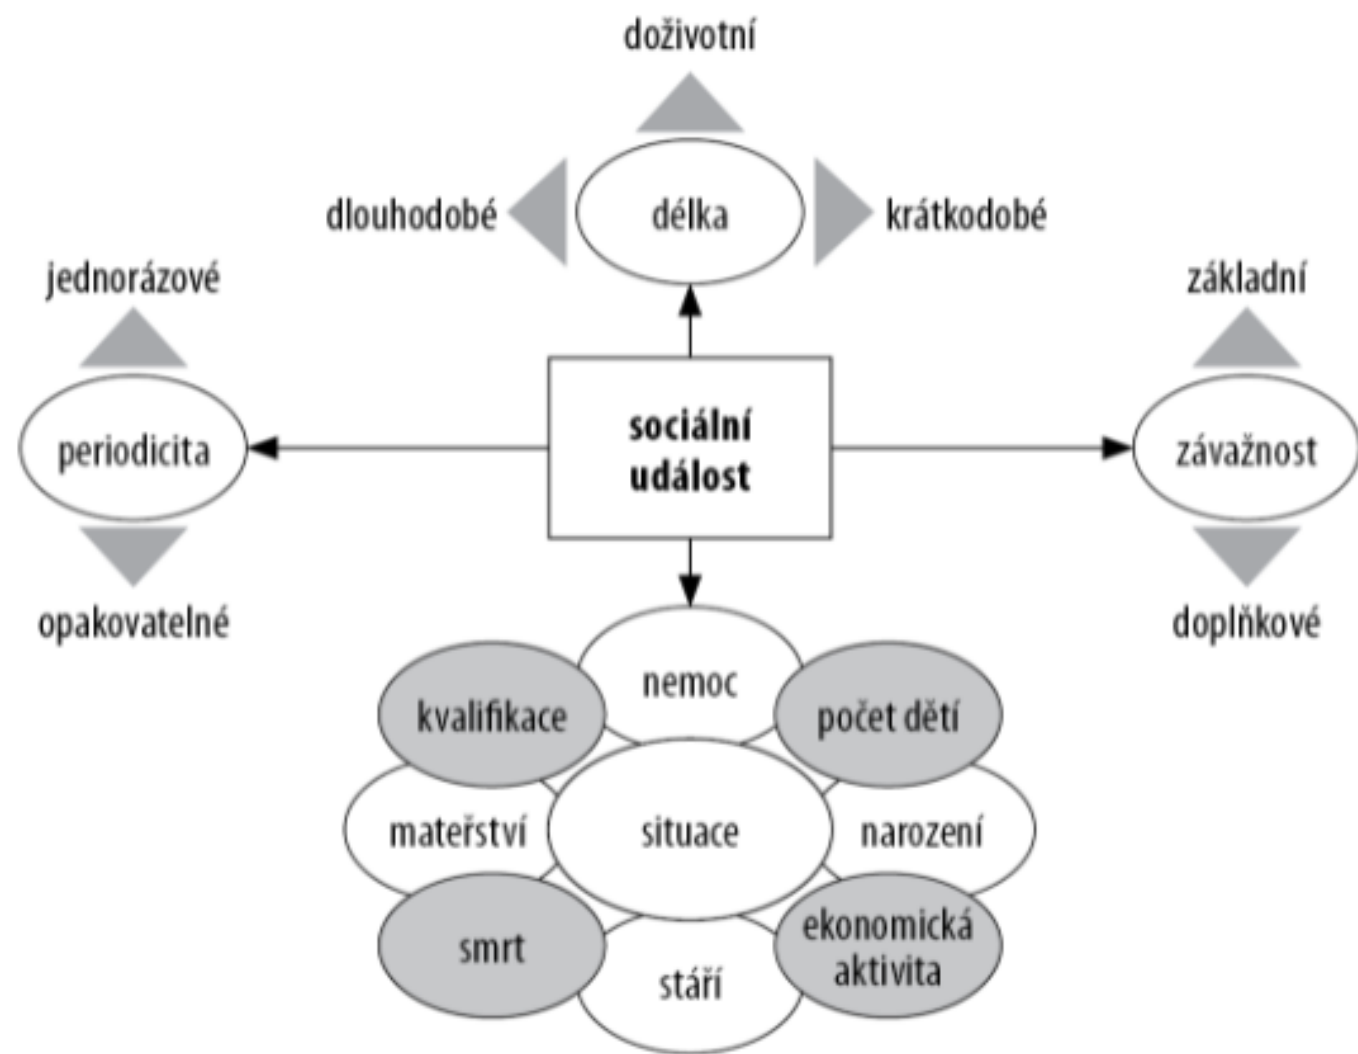 doživotní
dlouhodobé
délka
krátkodobé
jednorázové
základní
periodicita
sociální
událost
závažnost
opakovatelné
doplňkové
nemoc
kvalifikace
počet dětí
mateřství
situace
narození
smrt
ekonomická
aktivita
stáří